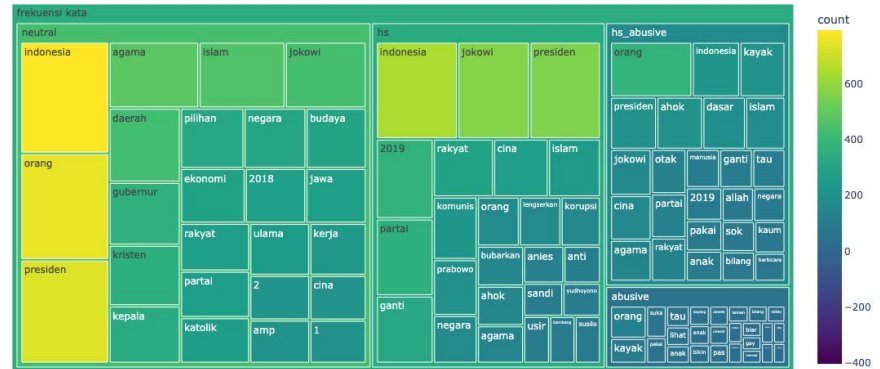 frekuensi kata
neutral
indonesia
orang
presiden
agama
islam
jokowi
daerah
gubernur
kristen
kepala
pilihan
negara
budaya
ekonomi
2018
jawa
rakyat
ulama
kerja
partai
2
cina
katolik
amp
1
hs
indonesia
jokowi
presiden
2019
partai
ganti
rakyat
cina
islam
komunis
orang
lengserkan
korupsi
prabowo
bubarkan
anies
anti
negara
ahok
sandi
yudhoyono
agama
usir
bambang
susilo
hs_abusive
orang
indonesia
kayak
presiden
ahok
dasar
islam
jokowi
otak
manusia
ganti
tau
cina
partai
2019
allah
negara
agama
rakyat
pakai
sok
kaum
anak
bilang
berbicara
abusive
orang
kayak
suka
pakai
tau
lihat
anak
enak
bikin
pas
teman
bilang
video
biar
gay
count
600
400
200
0
−200
−400